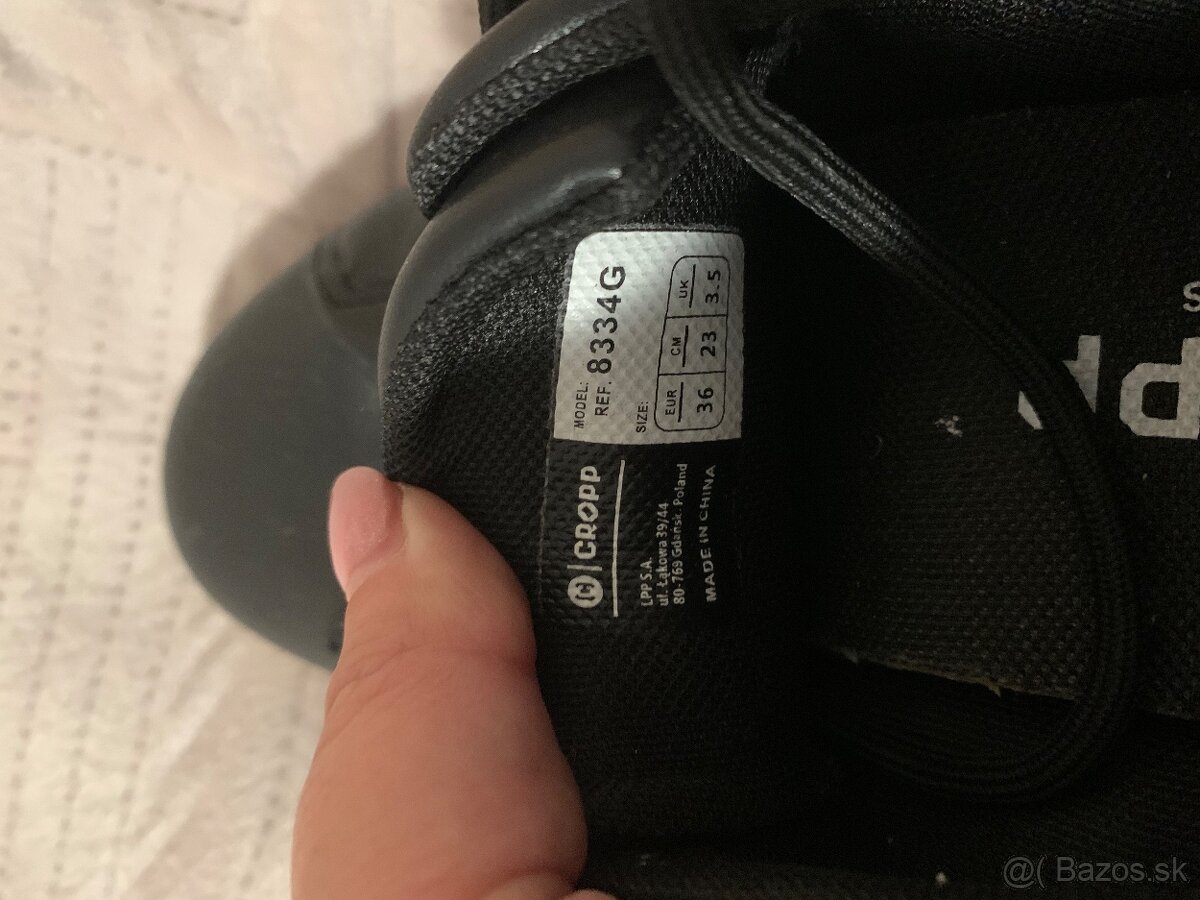 [C] | CROPP
LPP S.A.
ul. Łąkowa 39/44
80-769 Gdańsk. Poland
MADE IN CHINA
MODEL:
REF. 8334G
SIZE:
EUR CM UK
36 23 3.5
pp
@( Bazos.sk